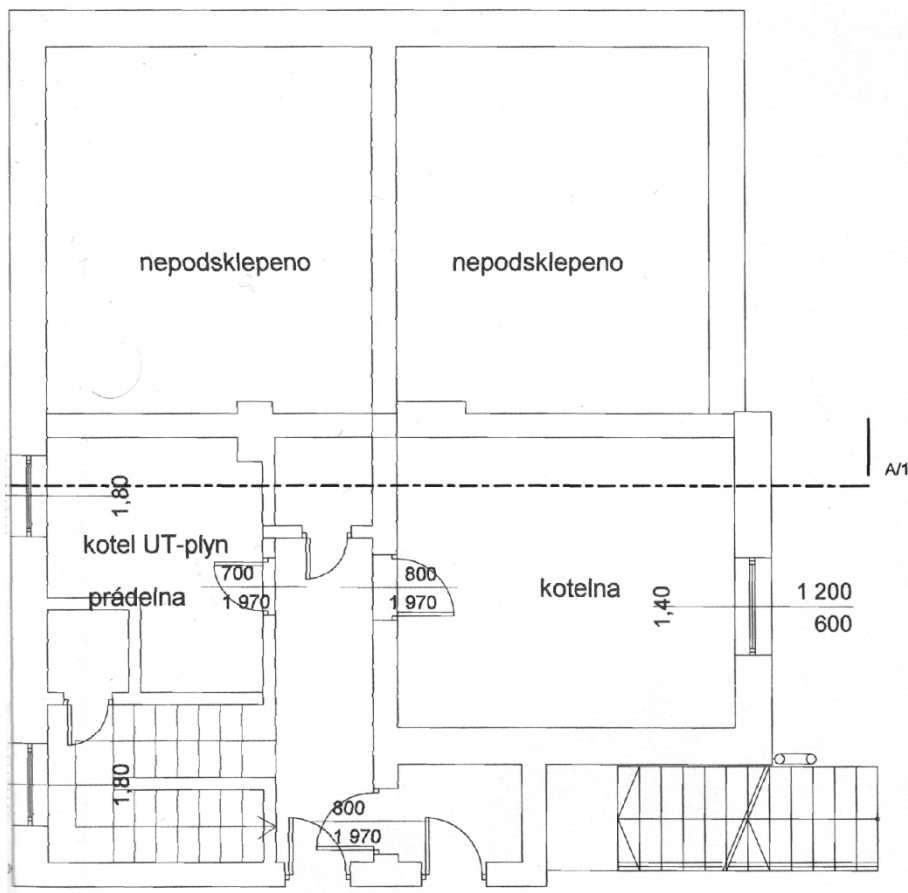 nepodsklepeno
nepodsklepeno
A/1
1,80
kotel UT-plyn
700
1 970
800
1 970
prádelna
kotelna
1,40
1 200
600
1,80
800
1 970